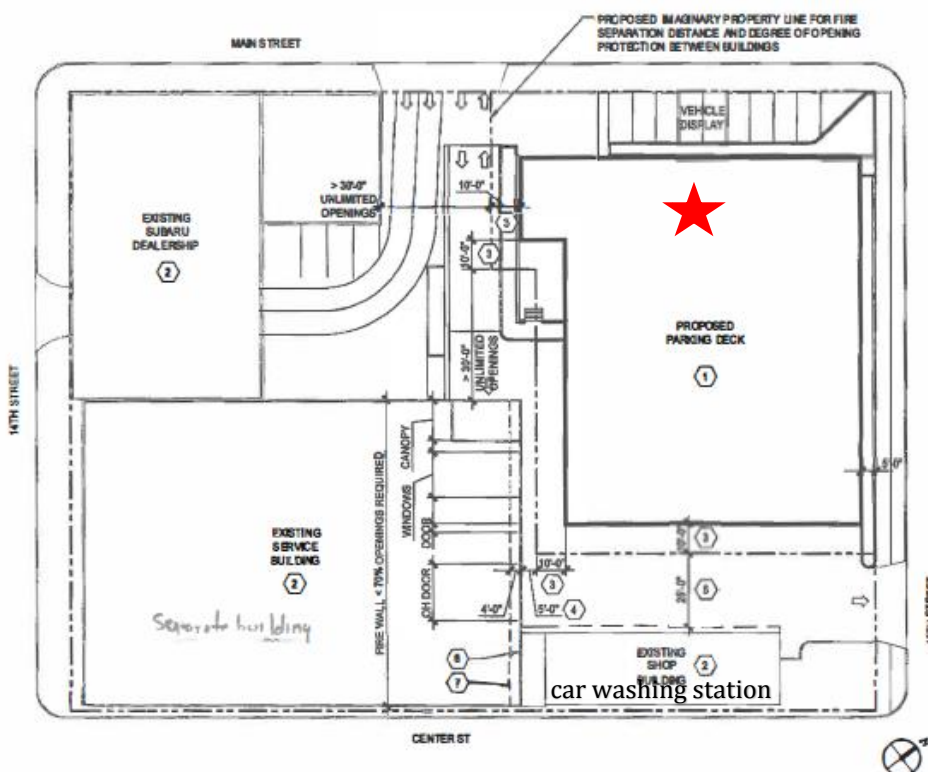 PROPOSED IMAGINARY PROPERTY LINE FOR FIRE
SEPARATION DISTANCE AND DEGREE OF OPENING
PROTECTION BETWEEN BUILDINGS
MAIN STREET
VEHICLE
DISPLAY
> 30'-0"
UNLIMITED
OPENINGS
10'-0"
3
EXISTING
SUBARU
DEALERSHIP
2
10'-0"
3
PROPOSED
PARKING DECK
1
> 30'-0"
UNLIMITED
OPENINGS
14TH STREET
5'-0"
FIRE WALL < 70% OPENINGS REQUIRED
CANOPY
WINDOWS
DOOR
OH DOOR
EXISTING
SERVICE
BUILDING
2
Separate building
10'-0"
3
10'-0"
3
4'-0"
5'-0"
4
5
6
7
EXISTING
SHOP
BUILDING
2
car washing station
CENTER ST